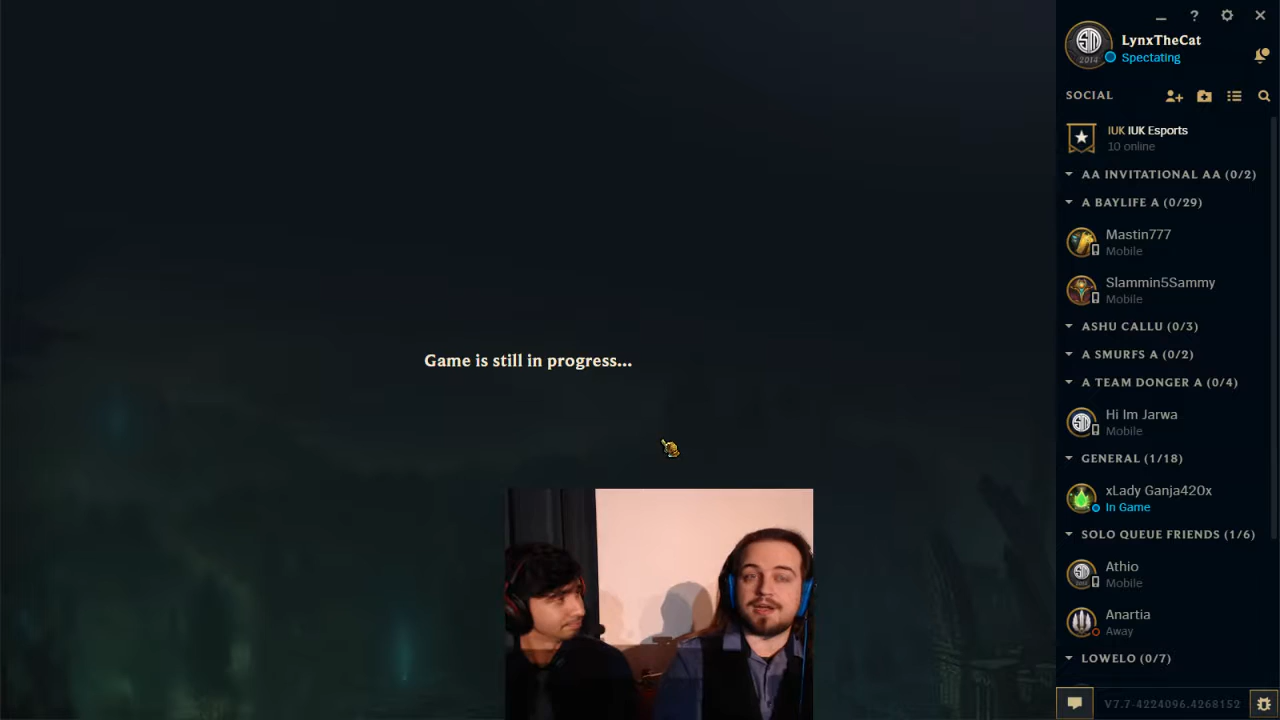 LynxTheCat
2014
Spectating
SOCIAL
IUK IUK Esports
10 online
AA INVITATIONAL AA (0/2)
A BAYLIFE A (0/29)
Mastin777
Mobile
Slammin5Sammy
Mobile
ASHU CALLU (0/3)
A SMURFS A (0/2)
Game is still in progress...
A TEAM DONGER A (0/4)
Hi Im Jarwa
Mobile
GENERAL (1/18)
xLady Ganja420x
In Game
SOLO QUEUE FRIENDS (1/6)
Athio
Mobile
Anartia
Away
LOWELO (0/7)
V7.7-4224096.4268152